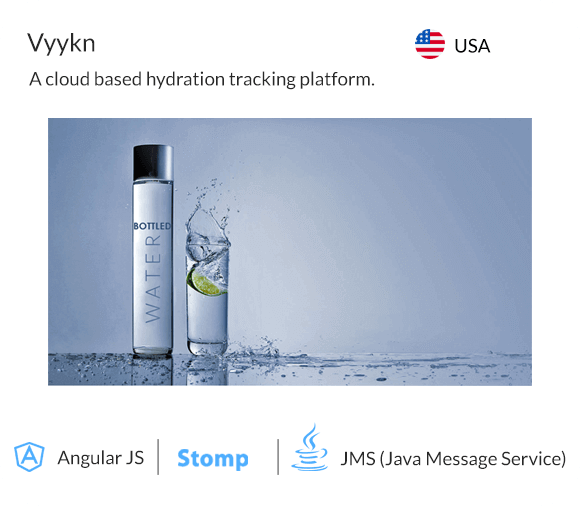 Vyykn
USA
A cloud based hydration tracking platform.
BOTTLED
WATER
Angular JS
Stomp
JMS (Java Message Service)